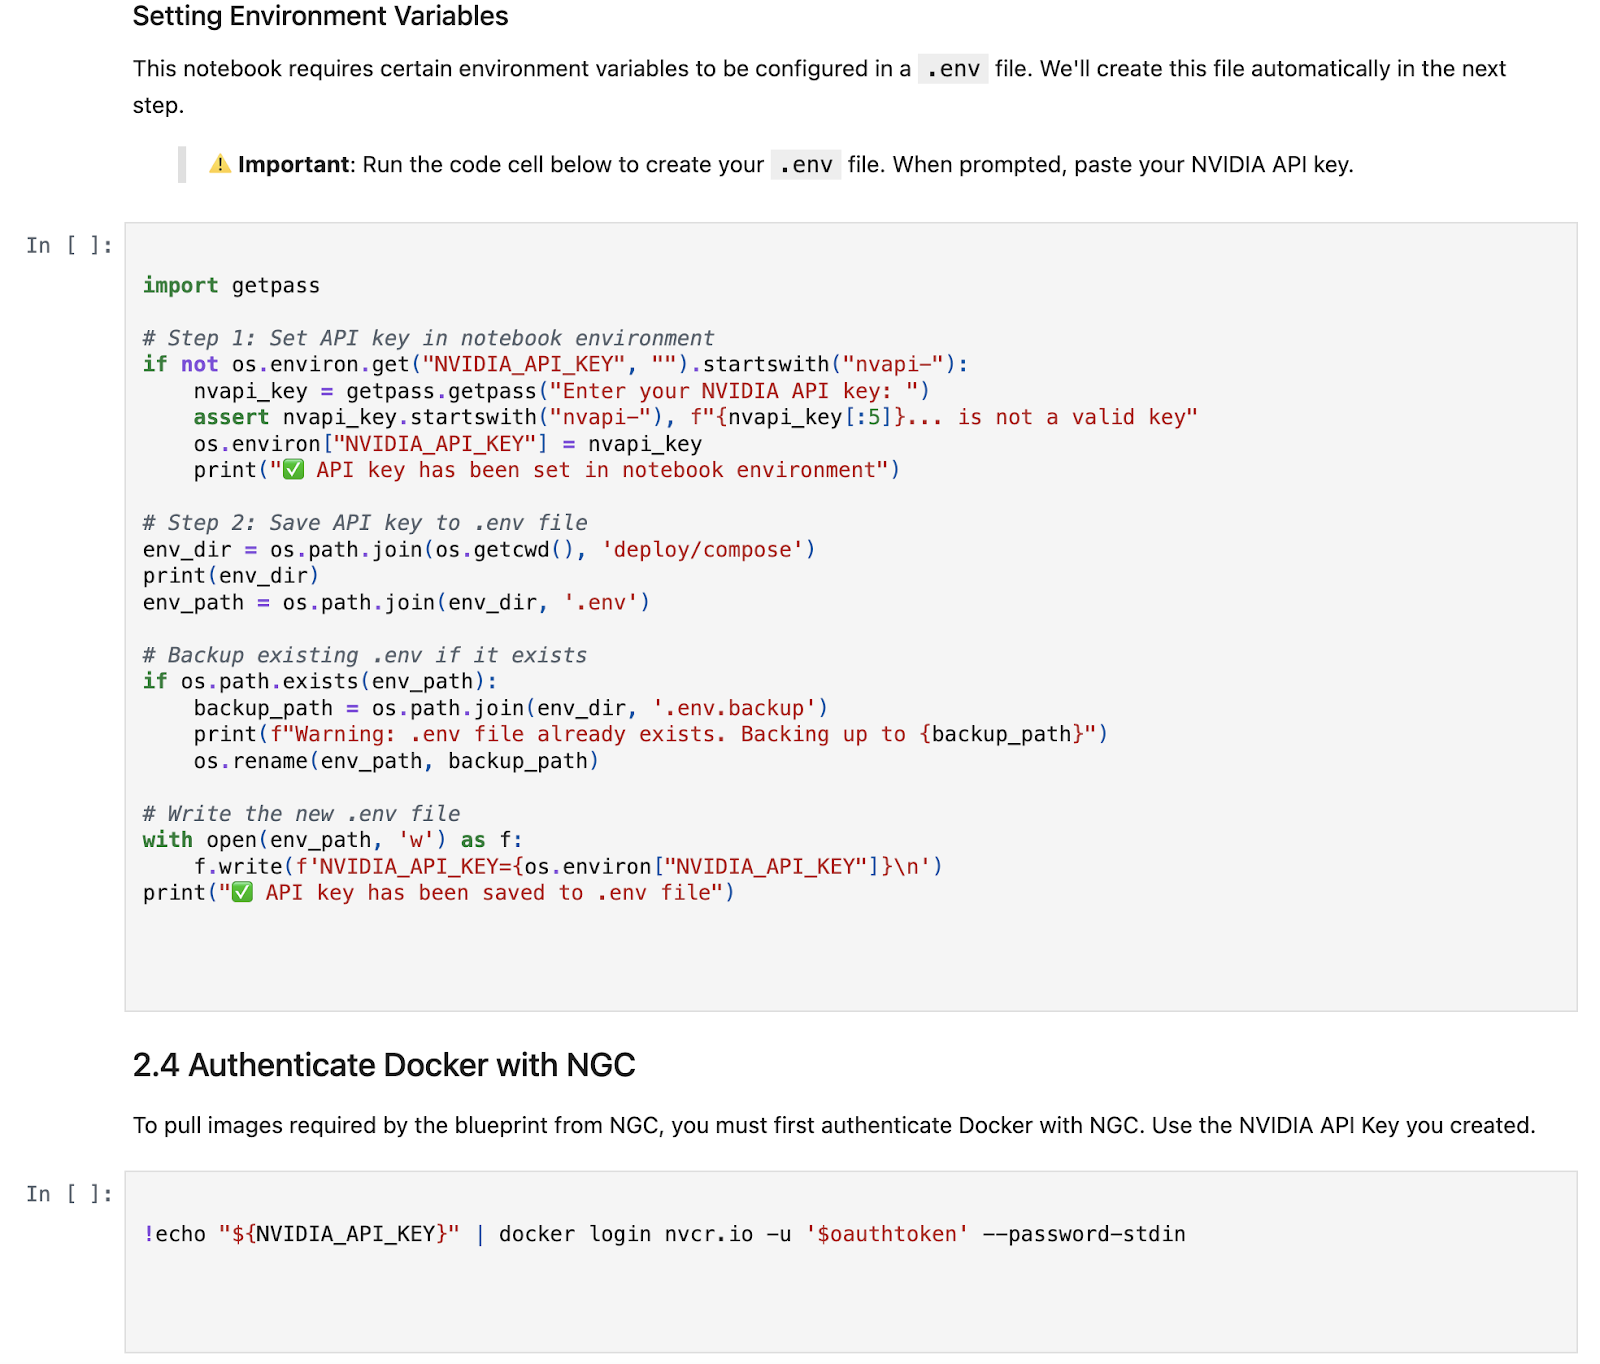 Setting Environment Variables
This notebook requires certain environment variables to be configured in a .env file. We'll create this file automatically in the next
step.
⚠️ Important: Run the code cell below to create your .env file. When prompted, paste your NVIDIA API key.
In [ ]:
import getpass
# Step 1: Set API key in notebook environment
if not os.environ.get("NVIDIA_API_KEY", "").startswith("nvapi-"):
    nvapi_key = getpass.getpass("Enter your NVIDIA API key: ")
    assert nvapi_key.startswith("nvapi-"), f"{nvapi_key[:5]}... is not a valid key"
    os.environ["NVIDIA_API_KEY"] = nvapi_key
    print("✅ API key has been set in notebook environment")
# Step 2: Save API key to .env file
env_dir = os.path.join(os.getcwd(), 'deploy/compose')
print(env_dir)
env_path = os.path.join(env_dir, '.env')
# Backup existing .env if it exists
if os.path.exists(env_path):
    backup_path = os.path.join(env_dir, '.env.backup')
    print(f"Warning: .env file already exists. Backing up to {backup_path}")
    os.rename(env_path, backup_path)
# Write the new .env file
with open(env_path, 'w') as f:
    f.write(f'NVIDIA_API_KEY={os.environ["NVIDIA_API_KEY"]}\n')
print("✅ API key has been saved to .env file")
2.4 Authenticate Docker with NGC
To pull images required by the blueprint from NGC, you must first authenticate Docker with NGC. Use the NVIDIA API Key you created.
In [ ]:
!echo "${NVIDIA_API_KEY}" | docker login nvcr.io -u '$oauthtoken' --password-stdin